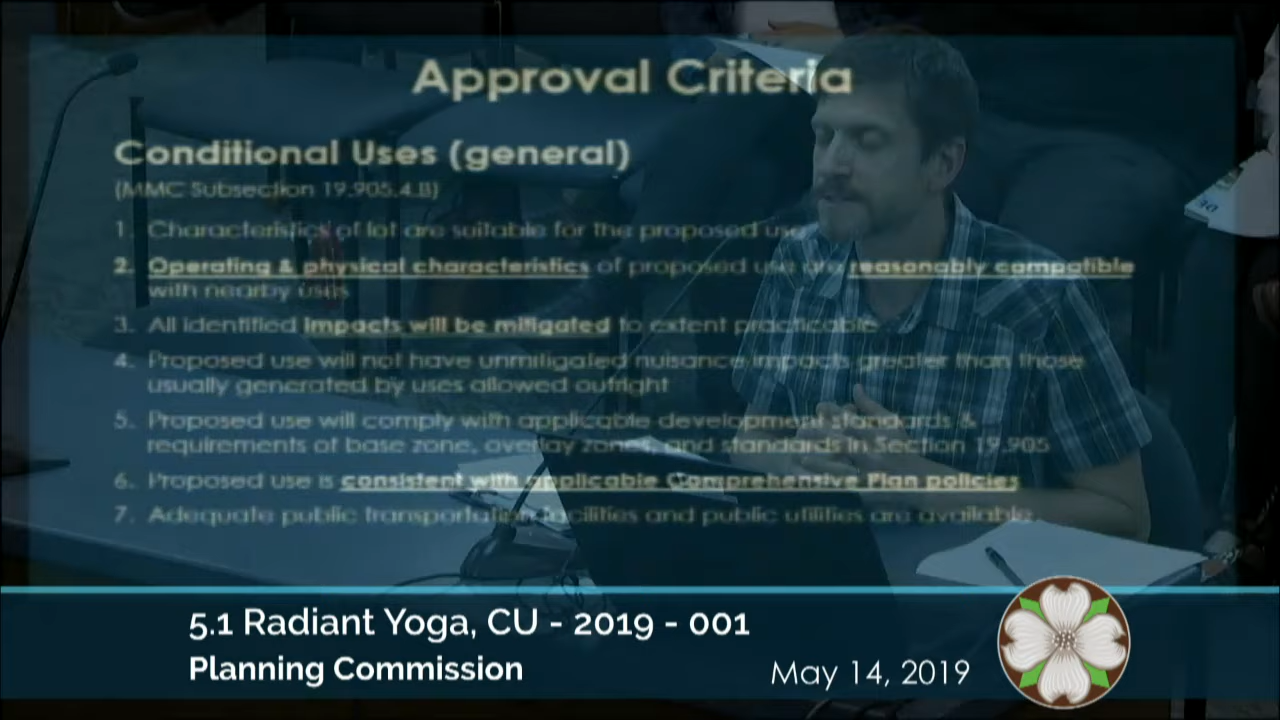 Approval Criteria
Conditional Uses (general)
(MMC Subsection 19.905.4.B)
1. Characteristics of lot are suitable for the proposed use
2. Operating & physical characteristics of proposed use are reasonably compatible
with nearby uses
3. All identified impacts will be mitigated to extent practicable
4. Proposed use will not have unmitigated nuisance impacts greater than those
usually generated by uses allowed outright
5. Proposed use will comply with applicable development standards &
requirements of base zone, overlay zones, and standards in Section 19.905
6. Proposed use is consistent with applicable Comprehensive Plan policies
7. Adequate public transportation facilities and public utilities are available.
5.1 Radiant Yoga, CU - 2019 - 001
Planning Commission
May 14, 2019